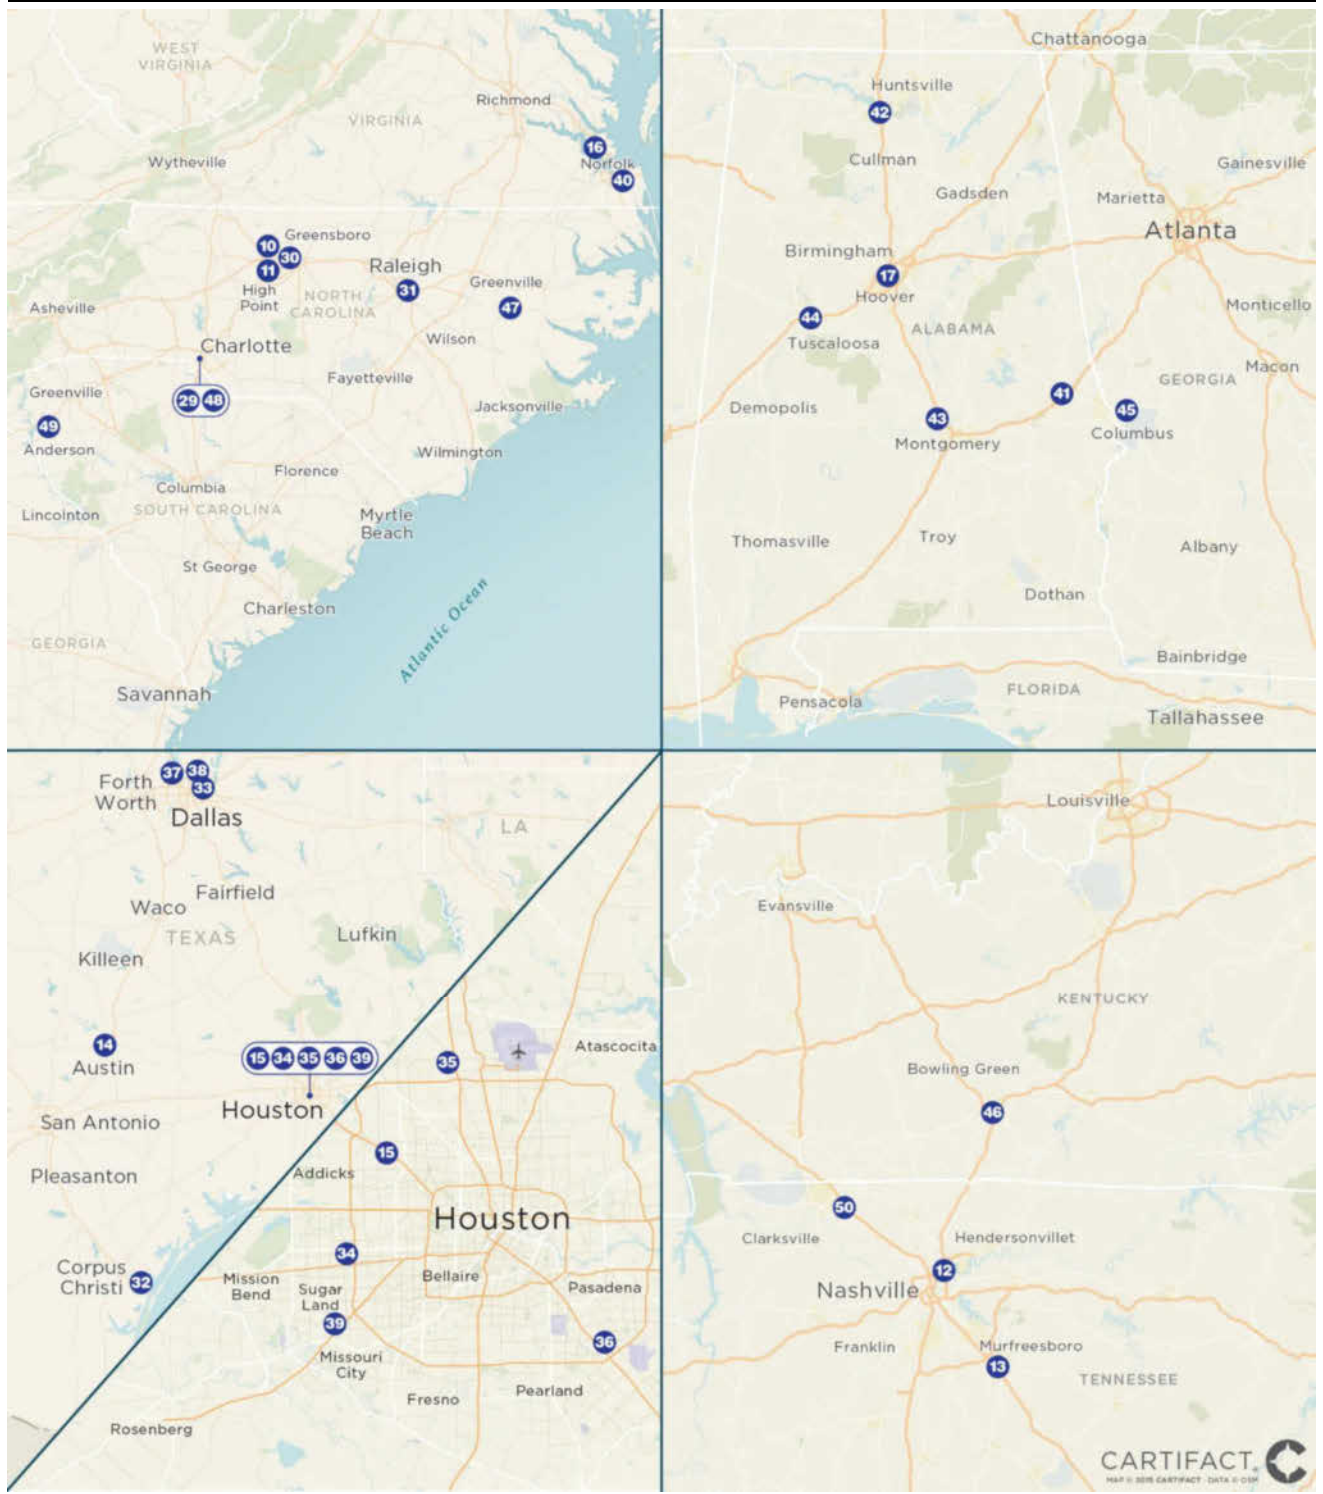 WEST
VIRGINIA
Richmond
VIRGINIA
16
Wytheville
Norfolk
40
10
Greensboro
30
11
Raleigh
High
Point
NORTH
CAROLINA
31
Greenville
47
Asheville
Wilson
Charlotte
Fayetteville
Greenville
29 48
Jacksonville
49
Anderson
Wilmington
Florence
Columbia
SOUTH CAROLINA
Lincointon
Myrtle
Beach
St George
Charleston
Atlantic Ocean
GEORGIA
Savannah
Chattanooga
Huntsville
42
Cullman
Gainesville
Gadsden
Marietta
Atlanta
Birmingham
17
Hoover
Monticello
44
ALABAMA
Tuscaloosa
Macon
GEORGIA
41
Demopolis
43
45
Montgomery
Columbus
Thomasville
Troy
Albany
Dothan
Bainbridge
FLORIDA
Pensacola
Tallahassee
37 38
Forth
Worth
33
Dallas
LA
Fairfield
Waco
TEXAS
Lufkin
Killeen
14
Austin
15 34 35 36 39
Houston
San Antonio
Pleasanton
Corpus
Christi
32
35
Atascocita
15
Addicks
Houston
34
Mission
Bend
Sugar
Land
Bellaire
Pasadena
39
36
Missouri
City
Fresno
Pearland
Rosenberg
Louisville
Evansville
KENTUCKY
Bowling Green
46
50
Clarksville
Hendersonvillet
12
Nashville
Franklin
Murfreesboro
13
TENNESSEE
CARTIFACT.
MAP © 2015 CARTIFACT · DATA © OSM